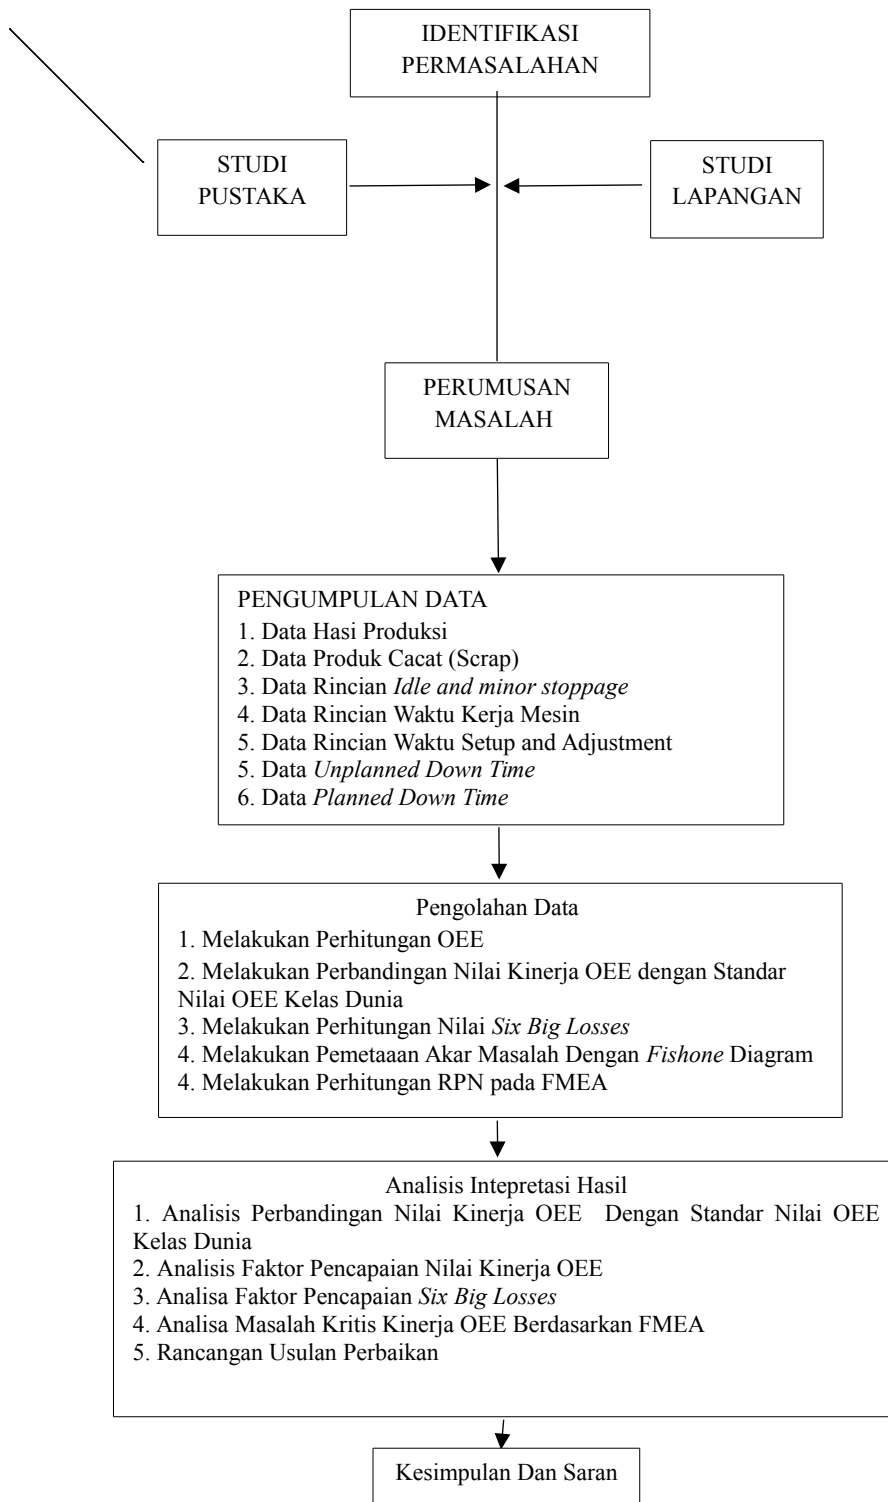 IDENTIFIKASI
PERMASALAHAN
STUDI
PUSTAKA
STUDI
LAPANGAN
PERUMUSAN
MASALAH
PENGUMPULAN DATA
1. Data Hasi Produksi
2. Data Produk Cacat (Scrap)
3. Data Rincian Idle and minor stoppage
4. Data Rincian Waktu Kerja Mesin
5. Data Rincian Waktu Setup and Adjustment
5. Data Unplanned Down Time
6. Data Planned Down Time
Pengolahan Data
1. Melakukan Perhitungan OEE
2. Melakukan Perbandingan Nilai Kinerja OEE dengan Standar
Nilai OEE Kelas Dunia
3. Melakukan Perhitungan Nilai Six Big Losses
4. Melakukan Pemetaaan Akar Masalah Dengan Fishone Diagram
4. Melakukan Perhitungan RPN pada FMEA
Analisis Intepretasi Hasil
1. Analisis Perbandingan Nilai Kinerja OEE Dengan Standar Nilai OEE
Kelas Dunia
2. Analisis Faktor Pencapaian Nilai Kinerja OEE
3. Analisa Faktor Pencapaian Six Big Losses
4. Analisa Masalah Kritis Kinerja OEE Berdasarkan FMEA
5. Rancangan Usulan Perbaikan
Kesimpulan Dan Saran